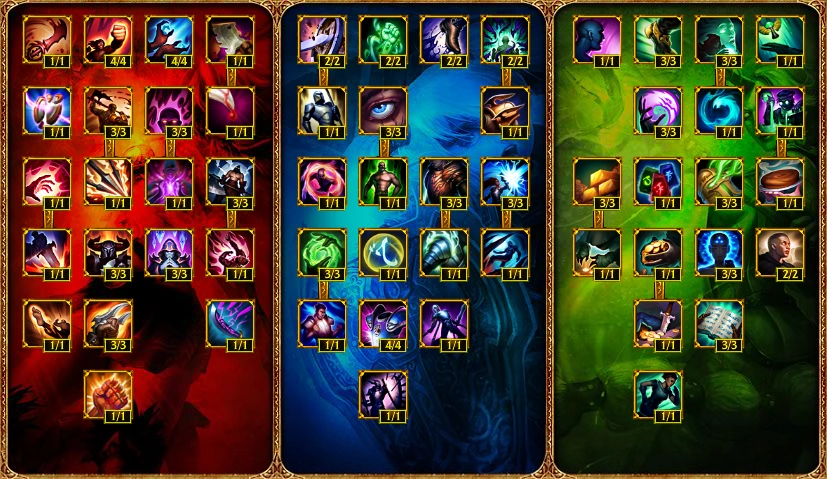 1/1 4/4 4/4 1/1 2/2 2/2 2/2 2/2 1/1 3/3 3/3 1/1
1/1 3/3 3/3 1/1 1/1 3/3 1/1 3/3 1/1 1/1
1/1 1/1 1/1 3/3 1/1 1/1 3/3 3/3 3/3 1/1 3/3 1/1
1/1 3/3 3/3 1/1 3/3 1/1 1/1 1/1 1/1 1/1 3/3 2/2
1/1 3/3 1/1 1/1 4/4 1/1 1/1 3/3
1/1 1/1 1/1